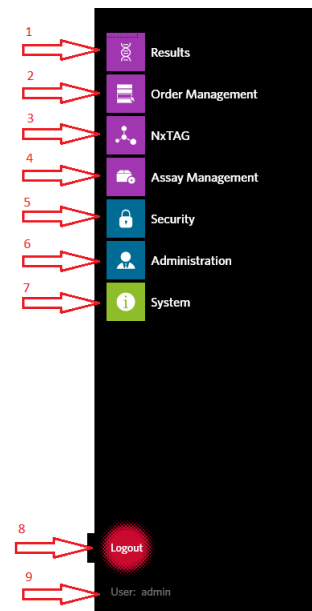 1
Results
2
Order Management
3
NxTAG
4
Assay Management
5
Security
6
Administration
7
i System
8
Logout
9
User: admin